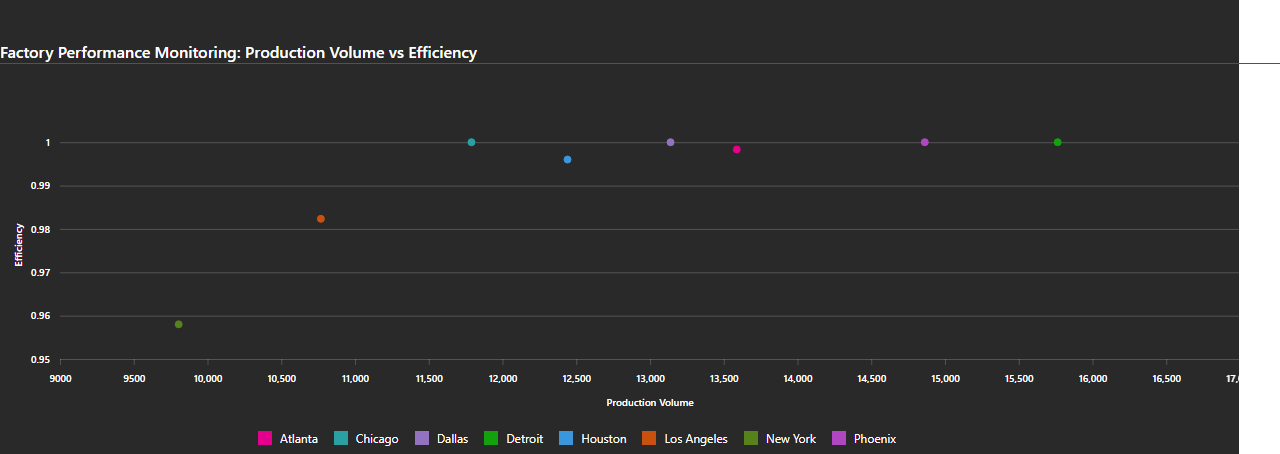 Factory Performance Monitoring: Production Volume vs Efficiency
1
0.99
0.98
0.97
0.96
0.95
Efficiency
9000 9500 10,000 10,500 11,000 11,500 12,000 12,500 13,000 13,500 14,000 14,500 15,000 15,500 16,000 16,500
Production Volume
Atlanta Chicago Dallas Detroit Houston Los Angeles New York Phoenix